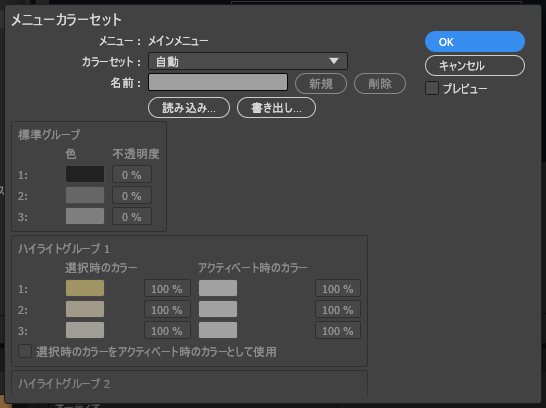 メニューカラーセット
メニュー： メインメニュー
OK
カラーセット： 自動
キャンセル
名前：
新規
削除
プレビュー
読み込み...
書き出し...
標準グループ
色 不透明度
1: 0 %
2: 0 %
3: 0 %
ハイライトグループ 1
選択時のカラー アクティベート時のカラー
1: 100 % 100 %
2: 100 % 100 %
3: 100 % 100 %
選択時のカラーをアクティベート時のカラーとして使用
ハイライトグループ 2